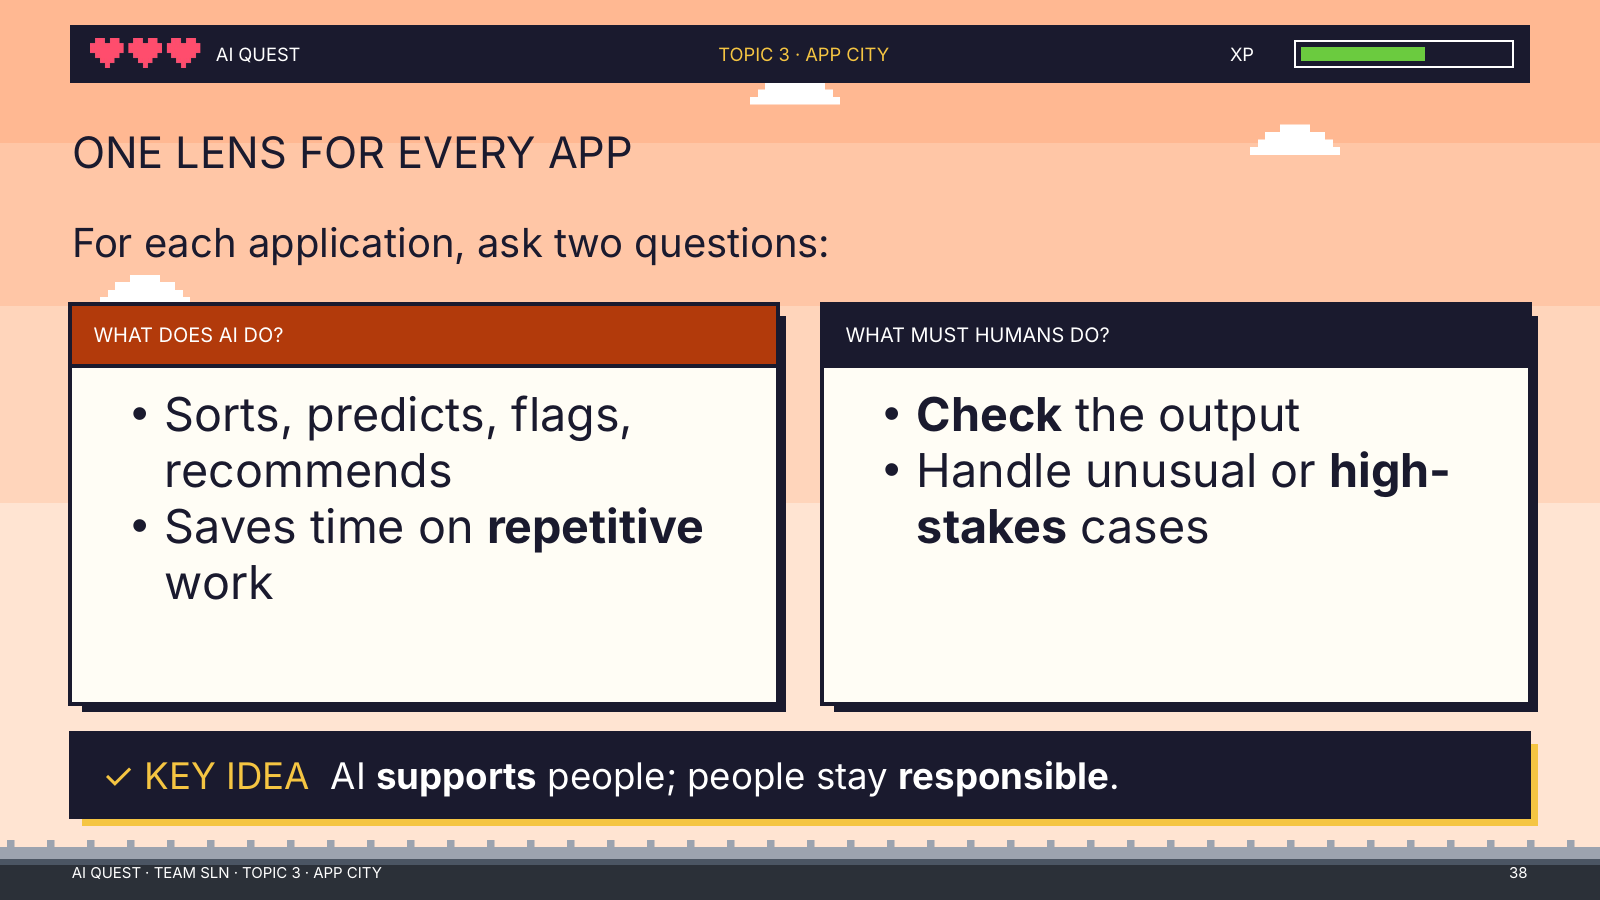 AI QUEST
TOPIC 3 · APP CITY
XP
ONE LENS FOR EVERY APP
For each application, ask two questions:
WHAT DOES AI DO?
• Sorts, predicts, flags,
recommends
• Saves time on repetitive
work
WHAT MUST HUMANS DO?
• Check the output
• Handle unusual or high-
stakes cases
✓ KEY IDEA AI supports people; people stay responsible.
AI QUEST · TEAM SLN · TOPIC 3 · APP CITY
38